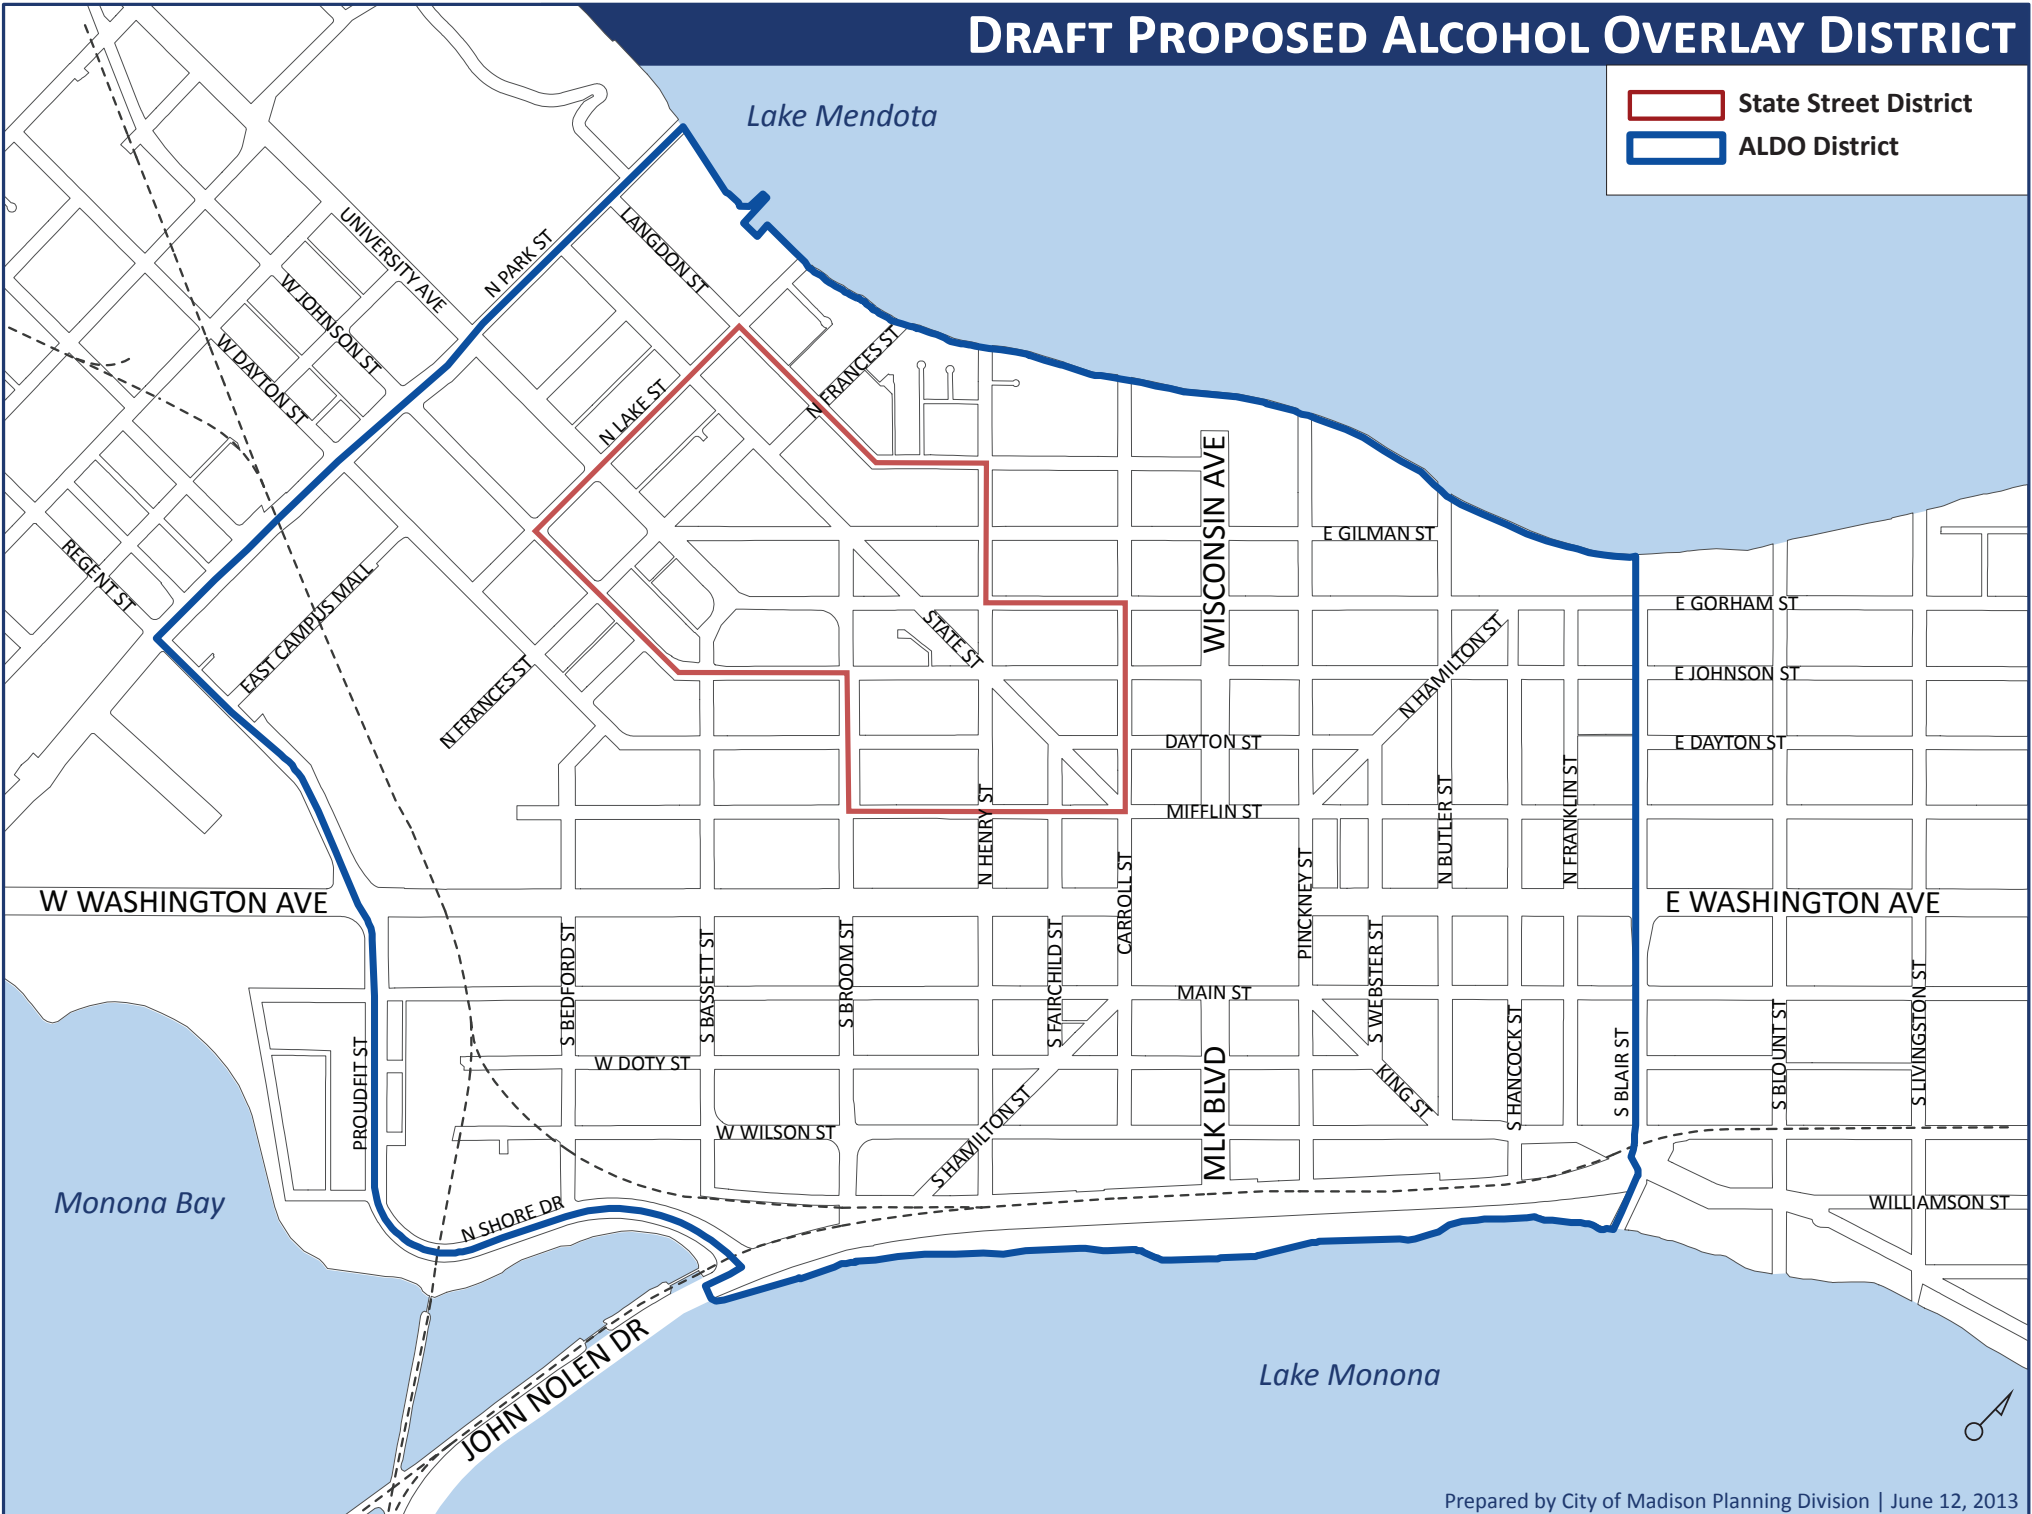 DRAFT PROPOSED ALCOHOL OVERLAY DISTRICT
State Street District
ALDO District
Lake Mendota
LANGDON ST
UNIVERSITY AVE
N PARK ST
W JOHNSON ST
W DAYTON ST
N FRANCES ST
N LAKE ST
WISCONSIN AVE
E GILMAN ST
REGENT ST
EAST CAMPUS MALL
STATE ST
E GORHAM ST
N HAMILTON ST
E JOHNSON ST
N FRANCES ST
DAYTON ST
E DAYTON ST
N HENRY ST
MIFFLIN ST
N BUTLER ST
N FRANKLIN ST
CARROLL ST
PINCKNEY ST
W WASHINGTON AVE
E WASHINGTON AVE
S BEDFORD ST
S BASSETT ST
S BROOM ST
S FAIRCHILD ST
S WEBSTER ST
MAIN ST
S HANCOCK ST
S BLAIR ST
S BLOUNT ST
S LIVINGSTON ST
PROUDFIT ST
W DOTY ST
MLK BLVD
KING ST
W WILSON ST
S HAMILTON ST
Monona Bay
N SHORE DR
WILLIAMSON ST
JOHN NOLEN DR
Lake Monona
Prepared by City of Madison Planning Division | June 12, 2013